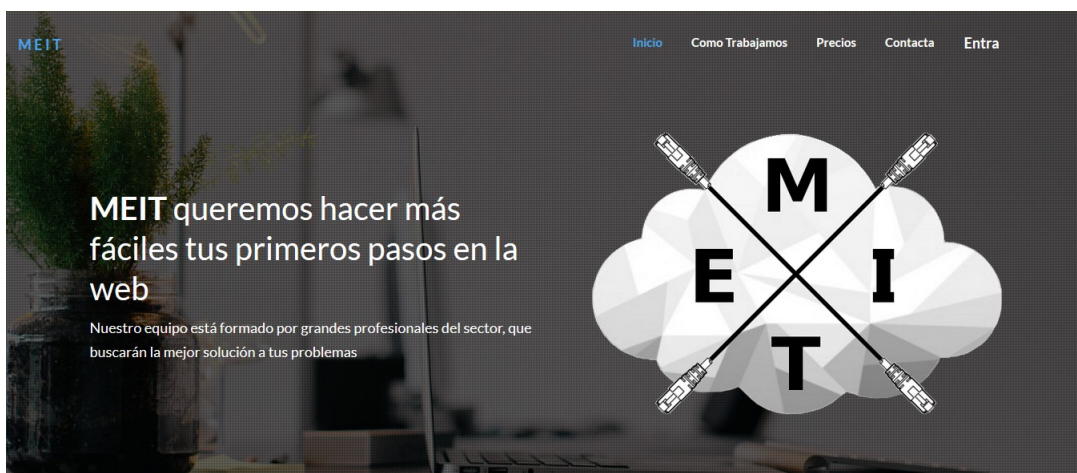 MEIT
Inicio Como Trabajamos Precios Contacta Entra
MEIT queremos hacer más
fáciles tus primeros pasos en la
web
Nuestro equipo está formado por grandes profesionales del sector, que
buscarán la mejor solución a tus problemas
M
E I
T